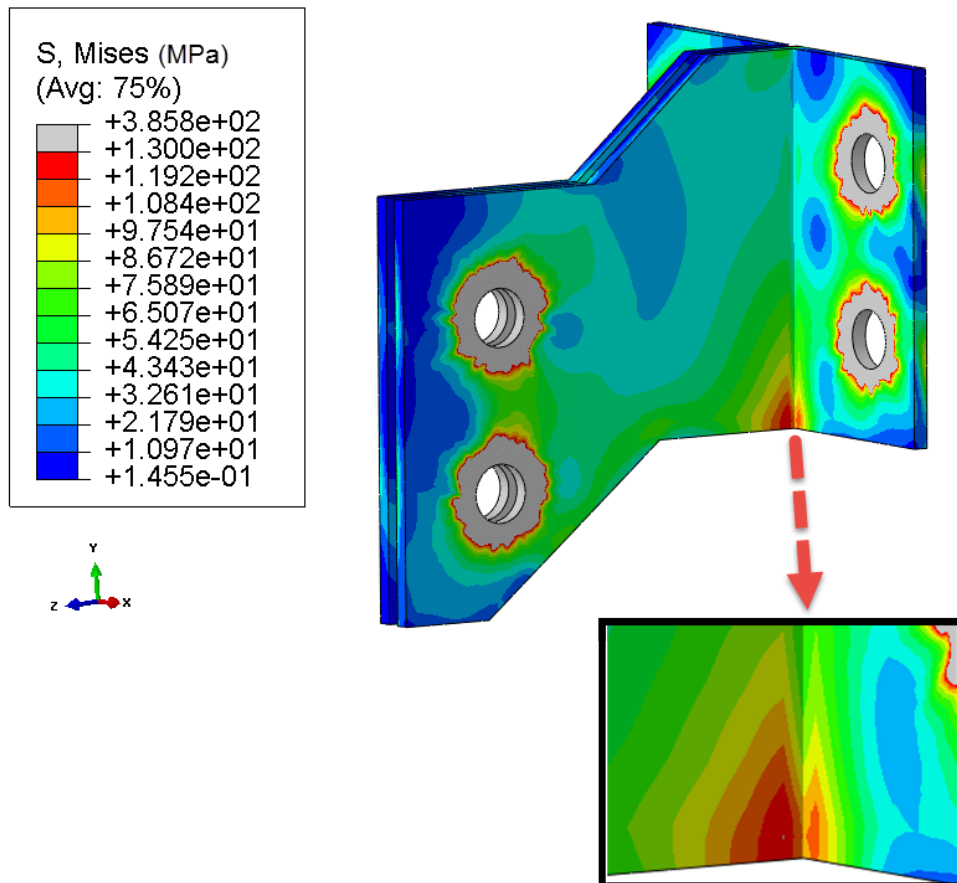 S, Mises (MPa)
(Avg: 75%)
+3.858e+02
+1.300e+02
+1.192e+02
+1.084e+02
+9.754e+01
+8.672e+01
+7.589e+01
+6.507e+01
+5.425e+01
+4.343e+01
+3.261e+01
+2.179e+01
+1.097e+01
+1.455e-01
Y
Z X